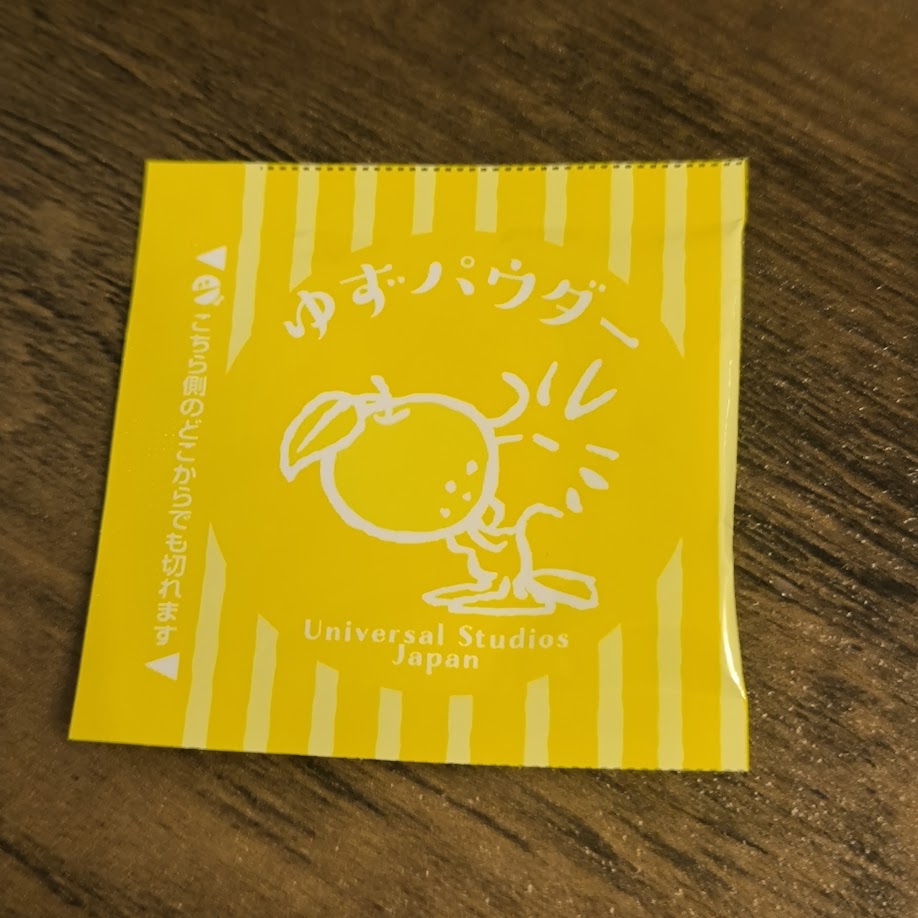 ゆずパウダー
こちら側のどこからでも切れます
Universal Studios
Japan